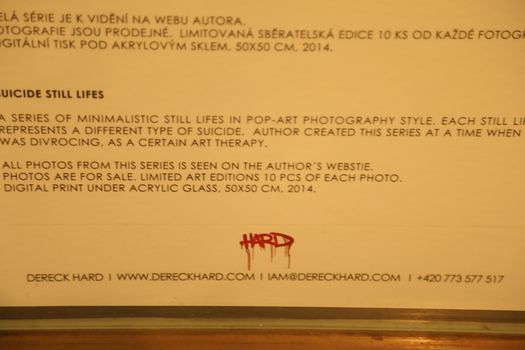 ELÁ SÉRIE JE K VIDĚNÍ NA WEBU AUTORA.
OTOGRAFIE JSOU PRODEJNÉ. LIMITOVANÁ SBĚRATELSKÁ EDICE 10 KS OD KAŽDÉ FOTOGR
DIGITÁLNÍ TISK POD AKRYLOVÝM SKLEM, 50X50 CM, 2014.
SUICIDE STILL LIFES
A SERIES OF MINIMALISTIC STILL LIFES IN POP-ART PHOTOGRAPHY STYLE. EACH STILL LIF
REPRESENTS A DIFFERENT TYPE OF SUICIDE. AUTHOR CREATED THIS SERIES AT A TIME WHEN
WAS DIVROCING, AS A CERTAIN ART THERAPY.
ALL PHOTOS FROM THIS SERIES IS SEEN ON THE AUTHOR´S WEBSTIE.
PHOTOS ARE FOR SALE. LIMITED ART EDITIONS 10 PCS OF EACH PHOTO.
DIGITAL PRINT UNDER ACRYLIC GLASS, 50X50 CM, 2014.
HARD
DERECK HARD I WWW.DERECKHARD.COM I IAM@DERECKHARD.COM I +420 773 577 517